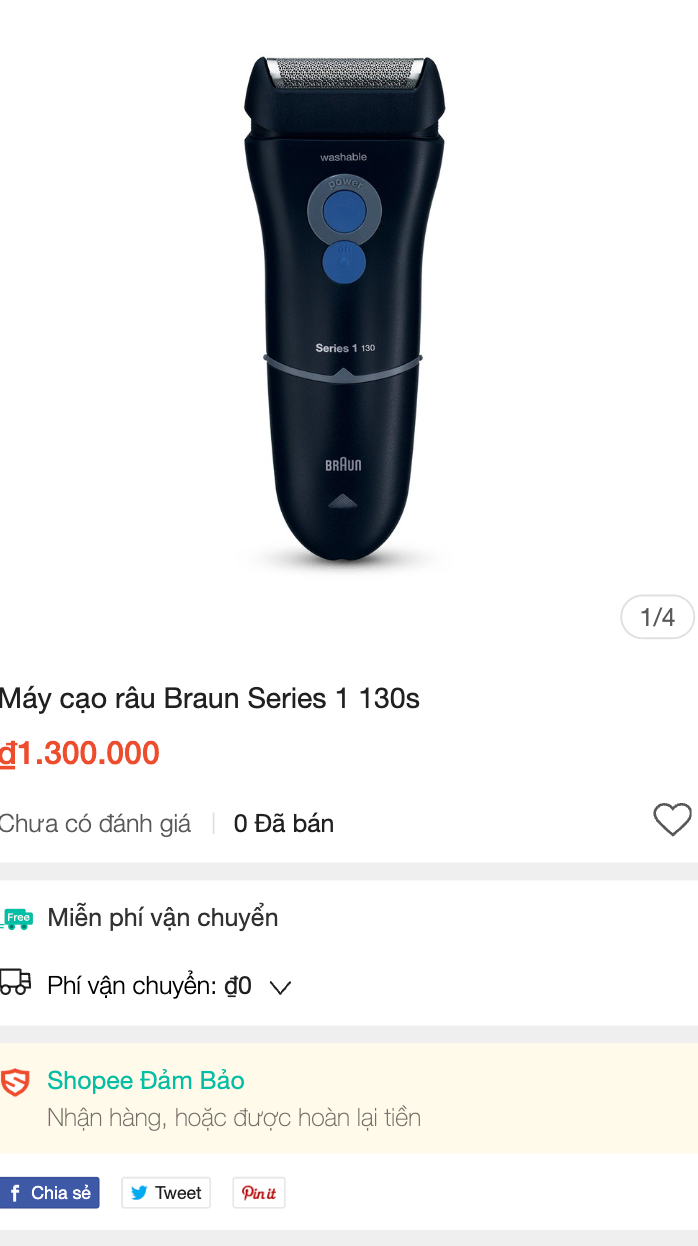 washable
power
Series 1 130
BRAUN
1/4
Máy cạo râu Braun Series 1 130s
₫1.300.000
Chưa có đánh giá
0 Đã bán
Free
Miễn phí vận chuyển
Phí vận chuyển: ₫0
Shopee Đảm Bảo
Nhận hàng, hoặc được hoàn lại tiền
f Chia sẻ
Tweet
Pin it